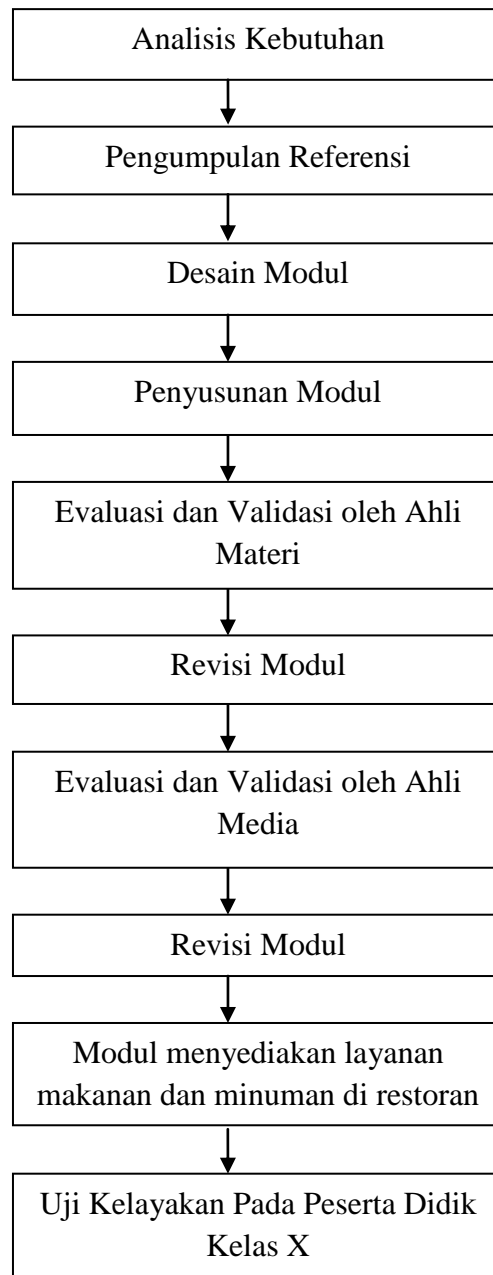 Analisis Kebutuhan
Pengumpulan Referensi
Desain Modul
Penyusunan Modul
Evaluasi dan Validasi oleh Ahli
Materi
Revisi Modul
Evaluasi dan Validasi oleh Ahli
Media
Revisi Modul
Modul menyediakan layanan
makanan dan minuman di restoran
Uji Kelayakan Pada Peserta Didik
Kelas X